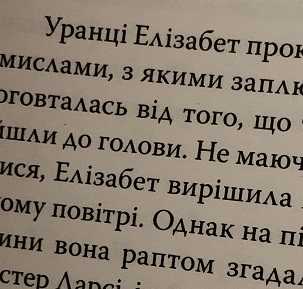 Уранці Елізабет прок
мислами, з якими заплю
оговталась від того, що
йшли до голови. Не маюч
ися, Елізабет вирішила
ому повітрі. Однак на пі
ини вона раптом згадал
стер Дарсі